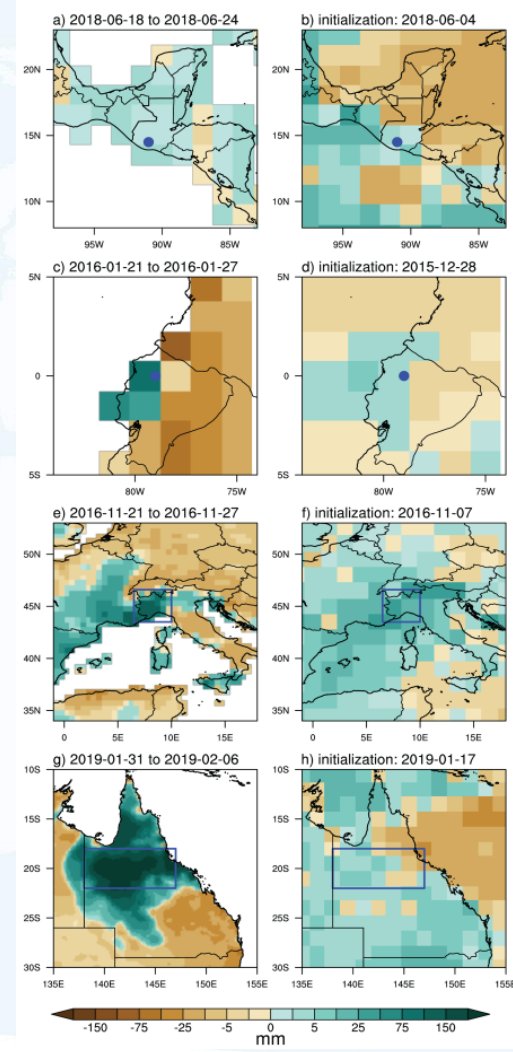 a) 2018-06-18 to 2018-06-24
b) initialization: 2018-06-04
20N
20N
15N
15N
10N
10N
95W 90W 85W
95W 90W 85W
c) 2016-01-21 to 2016-01-27
d) initialization: 2015-12-28
5N
5N
0
0
5S
5S
80W 75W
80W 75W
e) 2016-11-21 to 2016-11-27
f) initialization: 2016-11-07
50N
50N
45N
45N
40N
40N
35N
35N
0 5E 10E 15E
0 5E 10E 15E
g) 2019-01-31 to 2019-02-06
h) initialization: 2019-01-17
10S
10S
15S
15S
20S
20S
25S
25S
30S
30S
135E 140E 145E 150E 155E
135E 140E 145E 150E 155E
-150 -75 -25 -5 0 5 25 75 150
mm